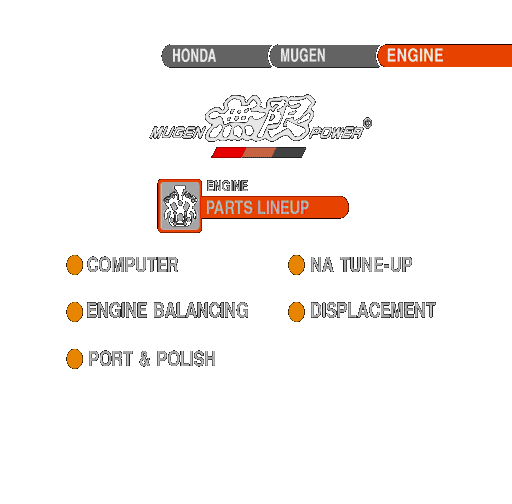 HONDA MUGEN ENGINE
MUGEN 無限 POWER ©
ENGINE
PARTS LINEUP
COMPUTER NA TUNE-UP
ENGINE BALANCING DISPLACEMENT
PORT & POLISH